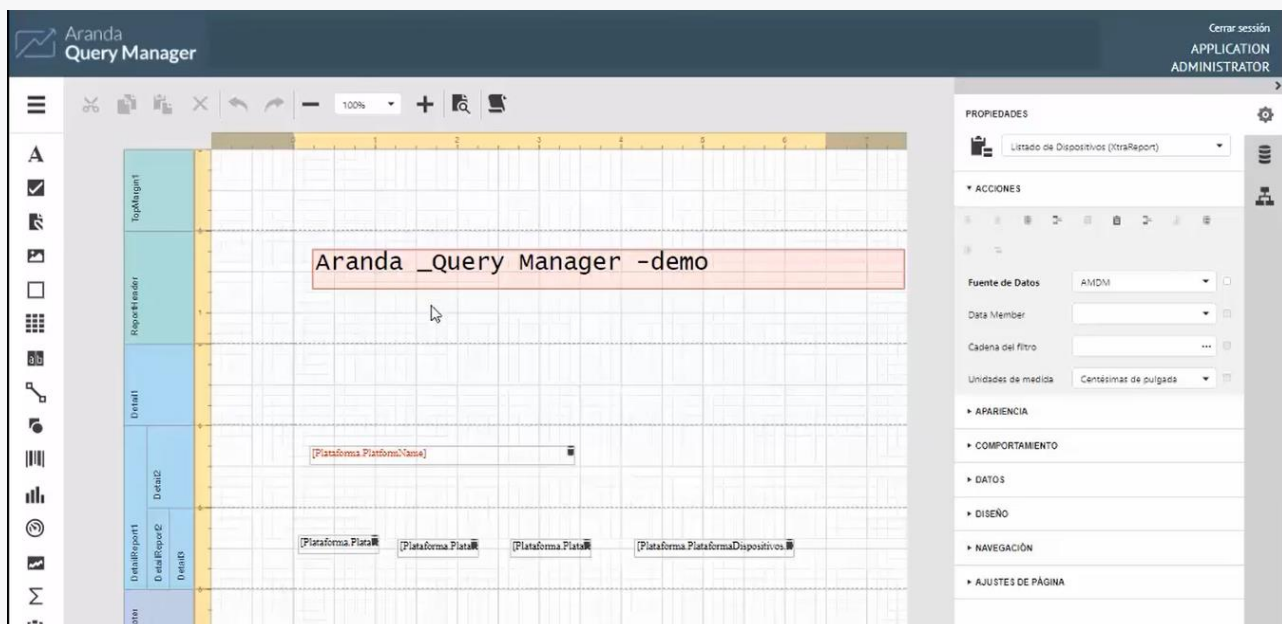 Aranda
Query Manager
Cerrar sesión
APPLICATION
ADMINISTRATOR
100%
PROPIEDADES
Listado de Dispositivos (XtraReport)
ACCIONES
Fuente de Datos
AMDM
Data Member
Cadena del filtro
Unidades de medida
Centésimas de pulgada
APARIENCIA
COMPORTAMIENTO
DATOS
DISEÑO
NAVEGACIÓN
AJUSTES DE PÁGINA
TopMargin1
ReportHeader
Aranda _Query Manager -demo
Detail1
DetailReport1
Detail2
[Plataforma.PlatformName]
DetailReport2
Detail3
[Plataforma.Plata
[Plataforma.Plata
[Plataforma.Plata
[Plataforma.PlataformaDispositivos.